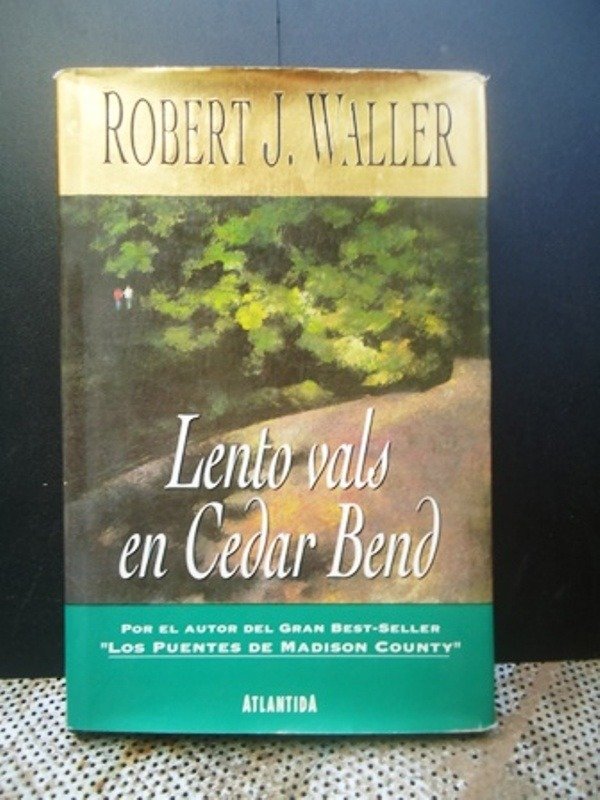 ROBERT J. WALLER
Lento vals
en Cedar Bend
POR EL AUTOR DEL GRAN BEST-SELLER
"LOS PUENTES DE MADISON COUNTY"
ATLANTIDA